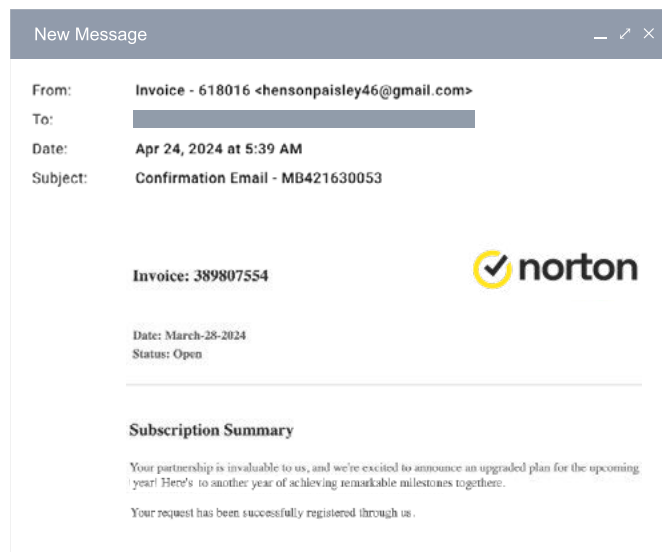 New Message
From: Invoice - 618016 <hensonpaisley46@gmail.com>
To:
Date: Apr 24, 2024 at 5:39 AM
Subject: Confirmation Email - MB421630053
norton
Invoice: 389807554
Date: March-28-2024
Status: Open
Subscription Summary
Your partnership is invaluable to us, and we're excited to announce an upgraded plan for the upcoming
year! Here's to another year of achieving remarkable milestones togethere.
Your request has been successfully registered through us.